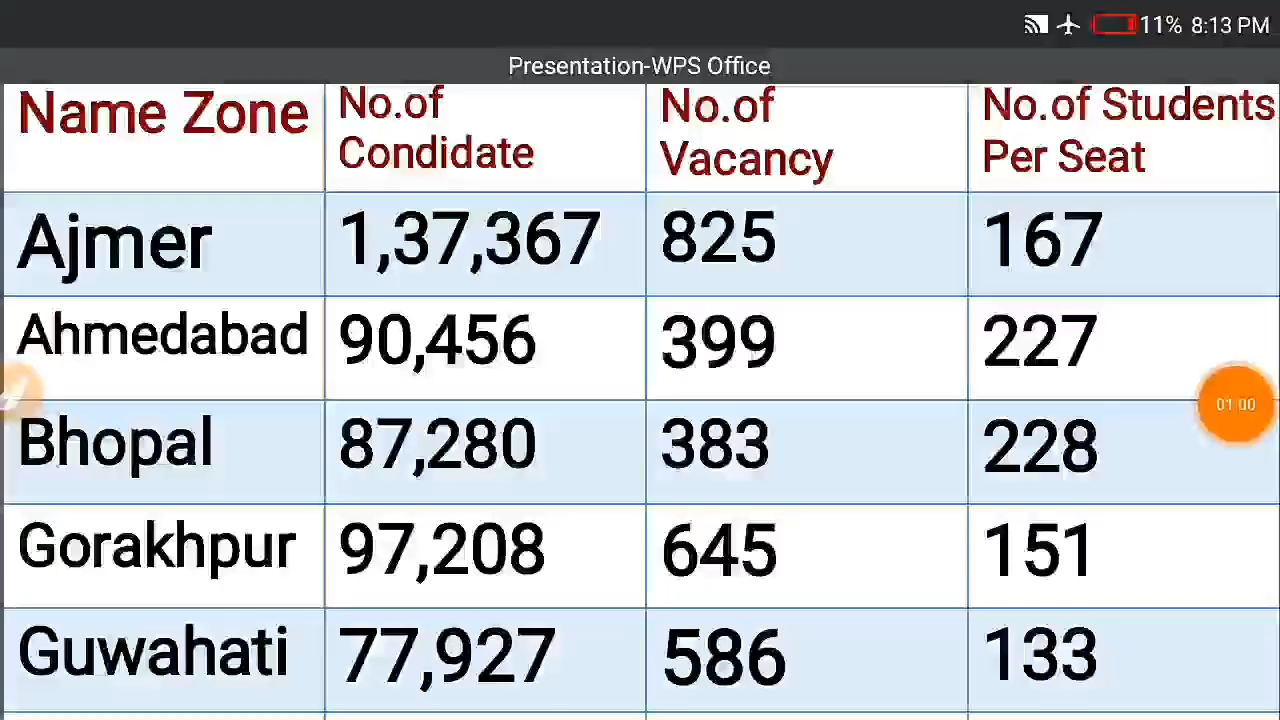 11% 8:13 PM
Presentation-WPS Office
Name Zone
No.of
Condidate
No.of
Vacancy
No.of Students
Per Seat
Ajmer 1,37,367 825 167
Ahmedabad 90,456 399 227
Bhopal 87,280 383 228
Gorakhpur 97,208 645 151
Guwahati 77,927 586 133
01:00